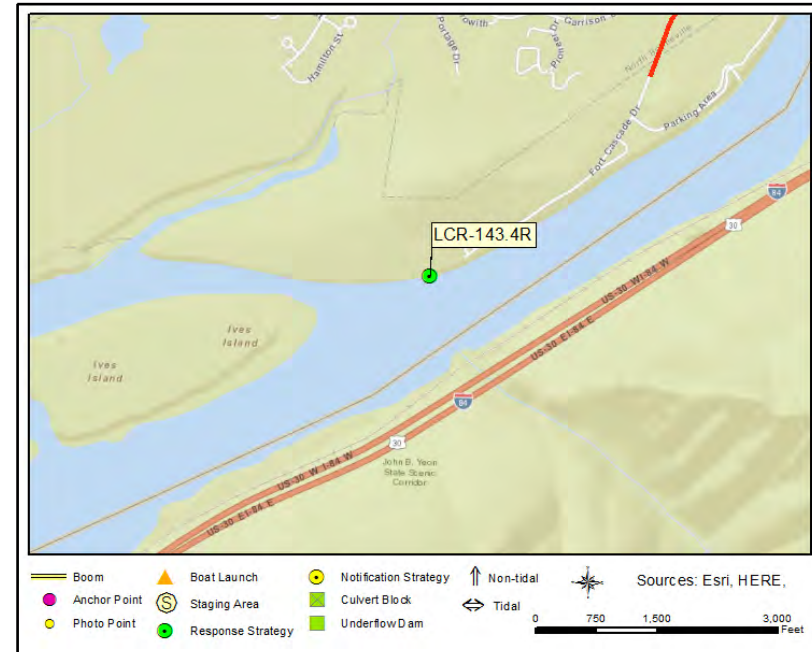 Hamilton St
Portage Dr
Garrison
North Bonneville
Fort Cascade Dr
Parking Area
84
30
LCR-143.4R
US-30 W I-84 W
US-30 E I-84 E
Ives
Island
Ives
Island
84
30
John B. Yeon
State Scenic
Corridor
US-30 W I-84 W
US-30 E I-84 E
Boom
Boat Launch
Notification Strategy
Non-tidal
Sources: Esri, HERE,
Anchor Point
S
Staging Area
Culvert Block
Tidal
Photo Point
Response Strategy
Underflow Dam
0 750 1,500 3,000
Feet